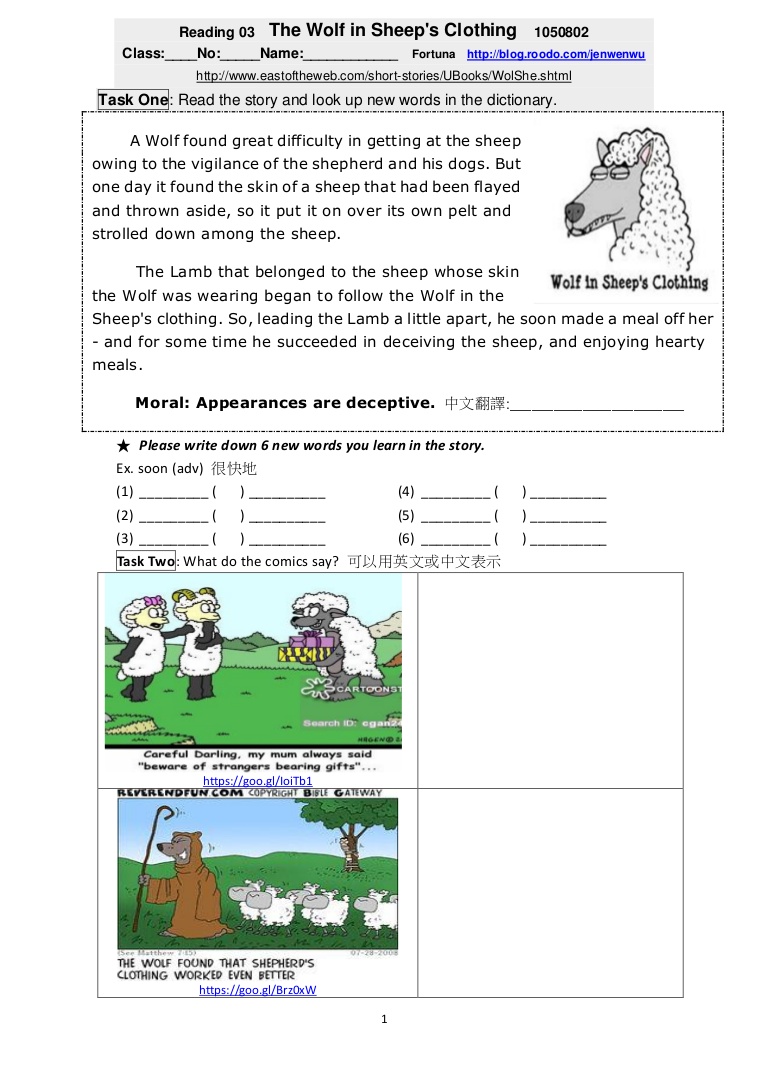 Reading 03 The Wolf in Sheep's Clothing 1050802
Class:____No:_____Name:____________ Fortuna http://blog.roodo.com/jenwenwu
http://www.eastoftheweb.com/short-stories/UBooks/WolShe.shtml
Task One: Read the story and look up new words in the dictionary.
A Wolf found great difficulty in getting at the sheep
owing to the vigilance of the shepherd and his dogs. But
one day it found the skin of a sheep that had been flayed
and thrown aside, so it put it on over its own pelt and
strolled down among the sheep.
The Lamb that belonged to the sheep whose skin
the Wolf was wearing began to follow the Wolf in the
Wolf in Sheep's Clothing
Sheep's clothing. So, leading the Lamb a little apart, he soon made a meal off her
- and for some time he succeeded in deceiving the sheep, and enjoying hearty
meals.
Moral: Appearances are deceptive. 中文翻譯:____________________
★ Please write down 6 new words you learn in the story.
Ex. soon (adv) 很快地
(1) _________ ( ) __________ (4) _________ ( ) __________
(2) _________ ( ) __________ (5) _________ ( ) __________
(3) _________ ( ) __________ (6) _________ ( ) __________
Task Two: What do the comics say? 可以用英文或中文表示
CARTOONST
Search ID: cgan24
Careful Darling, my mum always said
"beware of strangers bearing gifts"...
https://goo.gl/IoiTb1
REVERENDFUN.COM COPYRIGHT BIBLE GATEWAY
(See Matthew 7:15) 07-28-2008
THE WOLF FOUND THAT SHEPHERD'S
CLOTHING WORKED EVEN BETTER
https://goo.gl/Brz0xW
1